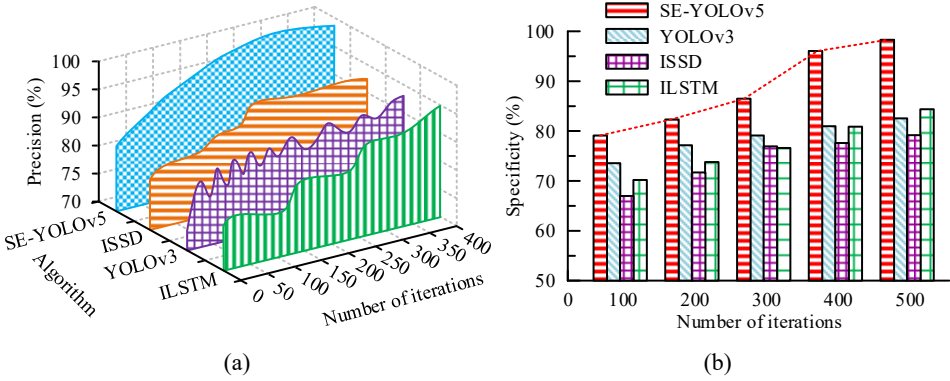 Precision (%)
100
95
90
80
75
70
SE-YOLOv5
ISSD
YOLOv3
ILSTM
Algorithm
0
50
100
150
200
250
300
350
400
Number of iterations
(a)
SE-YOLOv5
YOLOv3
ISSD
ILSTM
Specificity (%)
100
90
80
70
60
50
0
100
200
300
400
500
Number of iterations
(b)